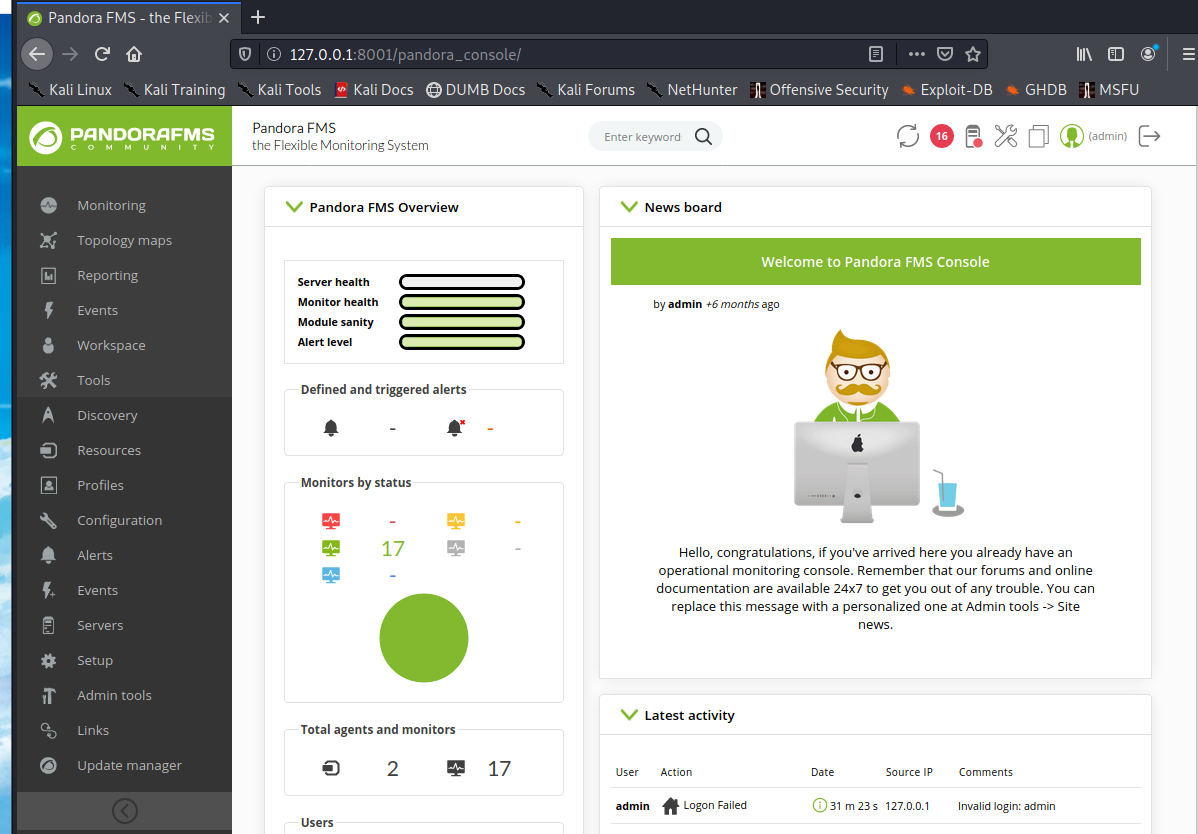 Pandora FMS - the Flexib
127.0.0.1:8001/pandora_console/
Kali Linux Kali Training Kali Tools Kali Docs DUMB Docs Kali Forums NetHunter Offensive Security Exploit-DB GHDB MSFU
PANDORAFMS
COMMUNITY
Pandora FMS
the Flexible Monitoring System
Enter keyword
16
(admin)
Monitoring
Topology maps
Reporting
Events
Workspace
Tools
Discovery
Resources
Profiles
Configuration
Alerts
Events
Servers
Setup
Admin tools
Links
Update manager
Pandora FMS Overview
Server health
Monitor health
Module sanity
Alert level
Defined and triggered alerts
- -
Monitors by status
- -
17 -
-
Total agents and monitors
2 17
Users
News board
Welcome to Pandora FMS Console
by admin +6 months ago
Hello, congratulations, if you've arrived here you already have an
operational monitoring console. Remember that our forums and online
documentation are available 24x7 to get you out of any trouble. You can
replace this message with a personalized one at Admin tools -> Site
news.
Latest activity
User Action Date Source IP Comments
admin Logon Failed 31 m 23 s 127.0.0.1 Invalid login: admin